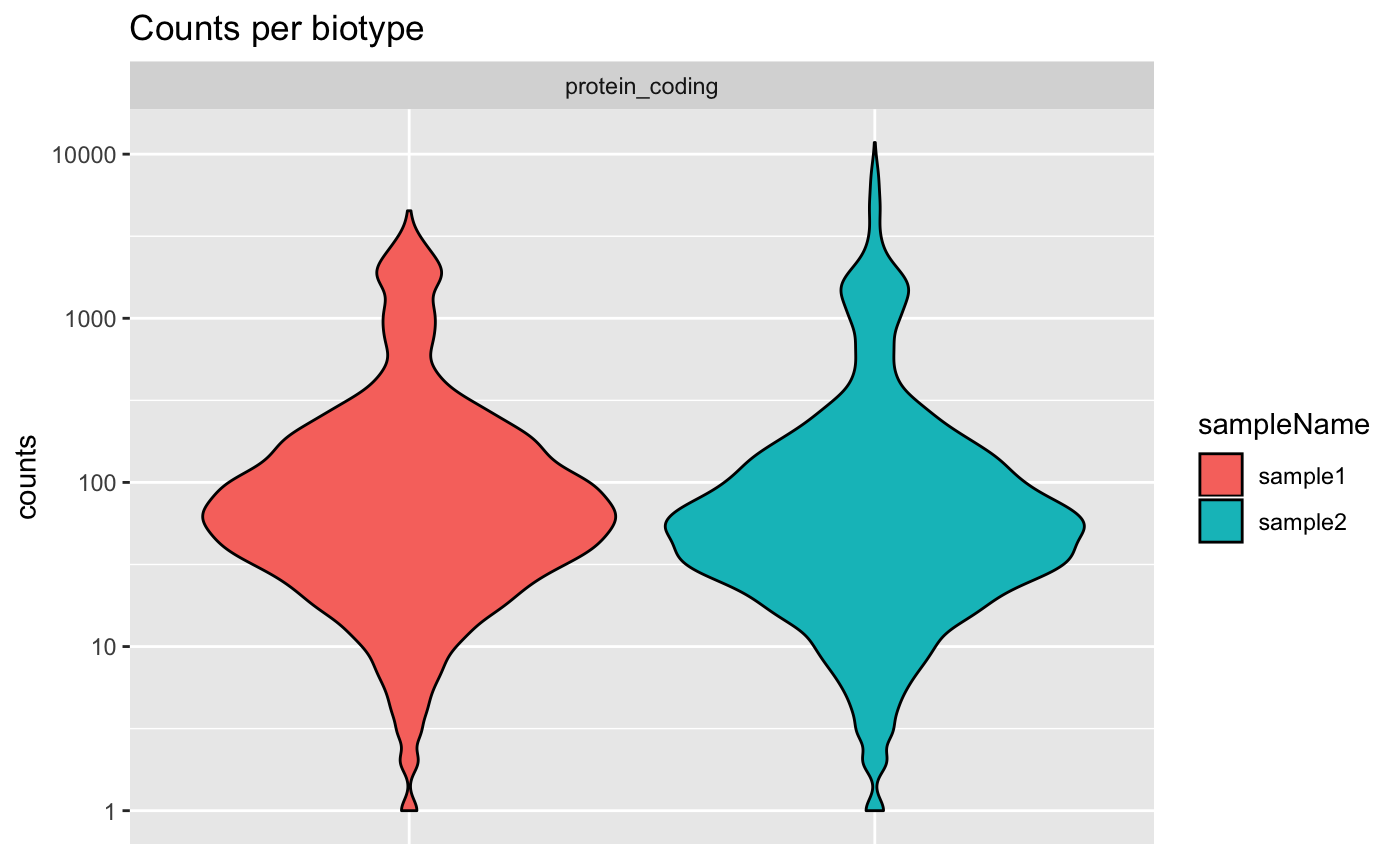 Counts per biotype
protein_coding
10000
1000
100
10
1
counts
sampleName
sample1
sample2